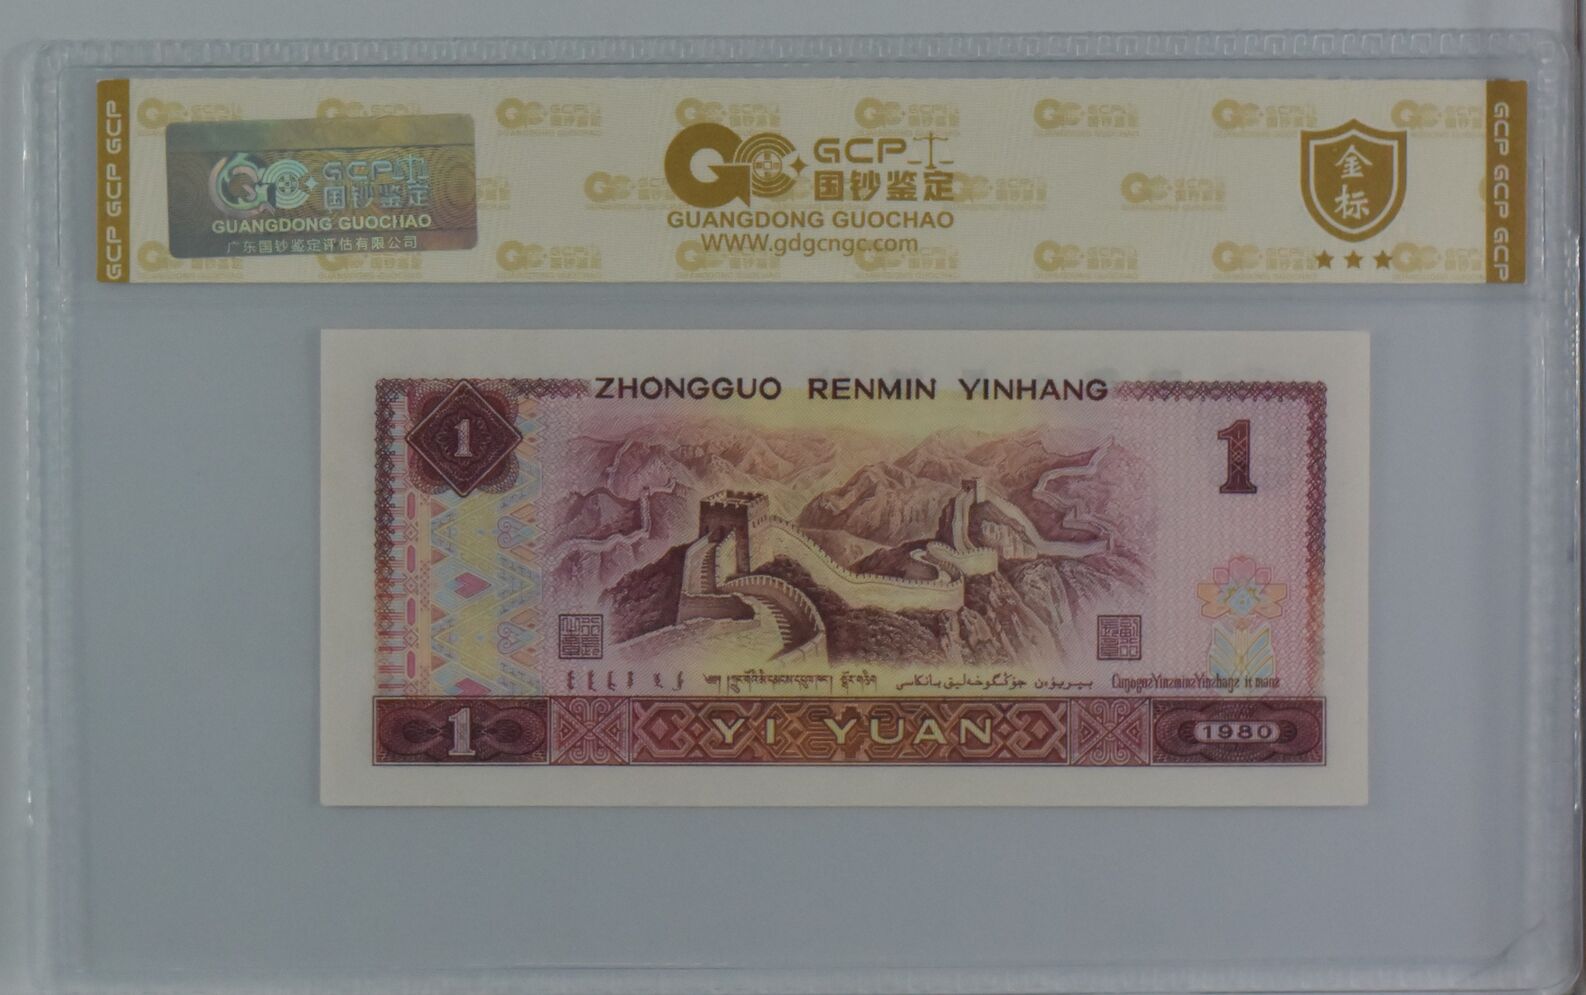 GCP GCP GCP
GCP
国钞鉴定
GUANGDONG GUOCHAO
广东国钞鉴定评估有限公司
GCP
国钞鉴定
GUANGDONG GUOCHAO
WWW.gdgcngc.com
金
标
GCP GCP GCP
ZHONGGUO RENMIN YINHANG
1
1
1
YI YUAN
1980